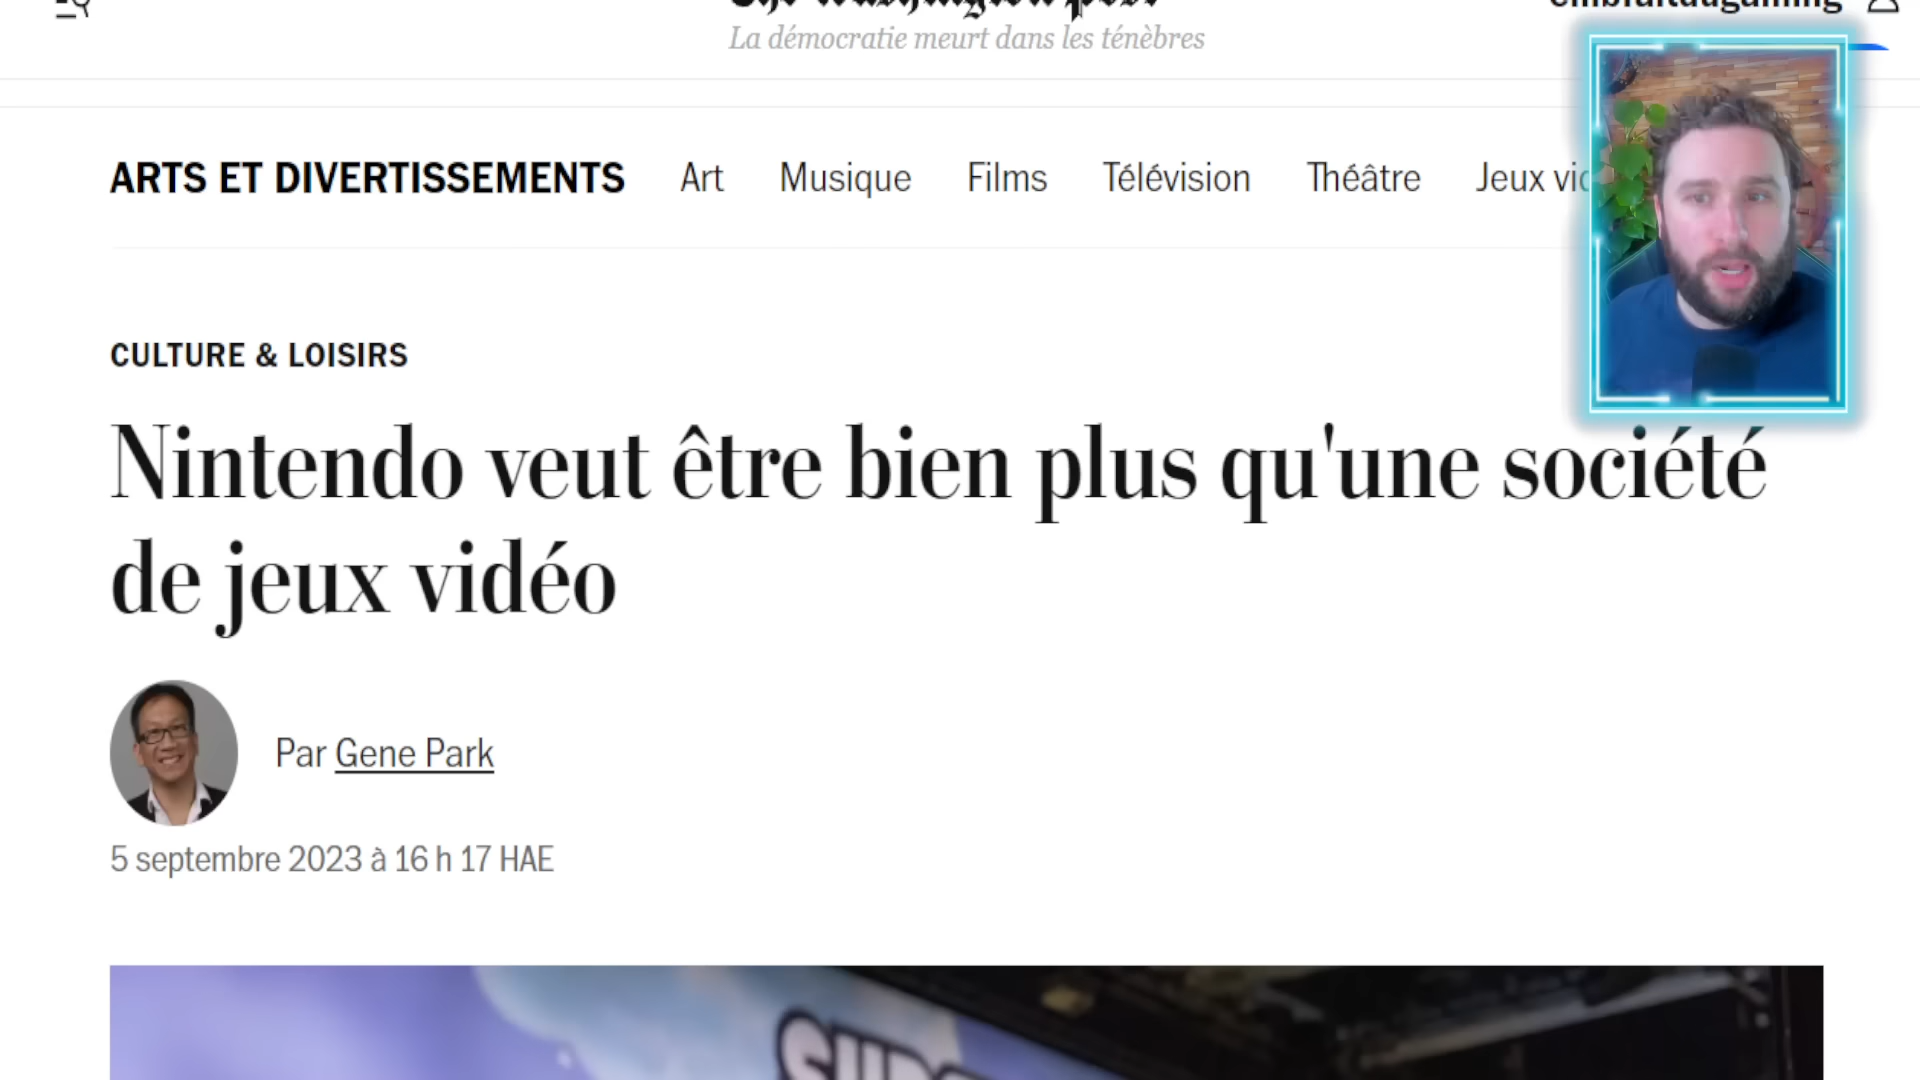 La démocratie meurt dans les ténèbres
ARTS ET DIVERTISSEMENTS Art Musique Films Télévision Théâtre Jeux
CULTURE & LOISIRS
Nintendo veut être bien plus qu'une société
de jeux vidéo
Par Gene Park
5 septembre 2023 à 16 h 17 HAE